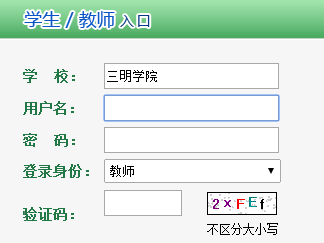 学生 / 教师 入口
学 校： 三明学院
用户名：
密 码：
登录身份： 教师
验证码： 2XFEf
不区分大小写